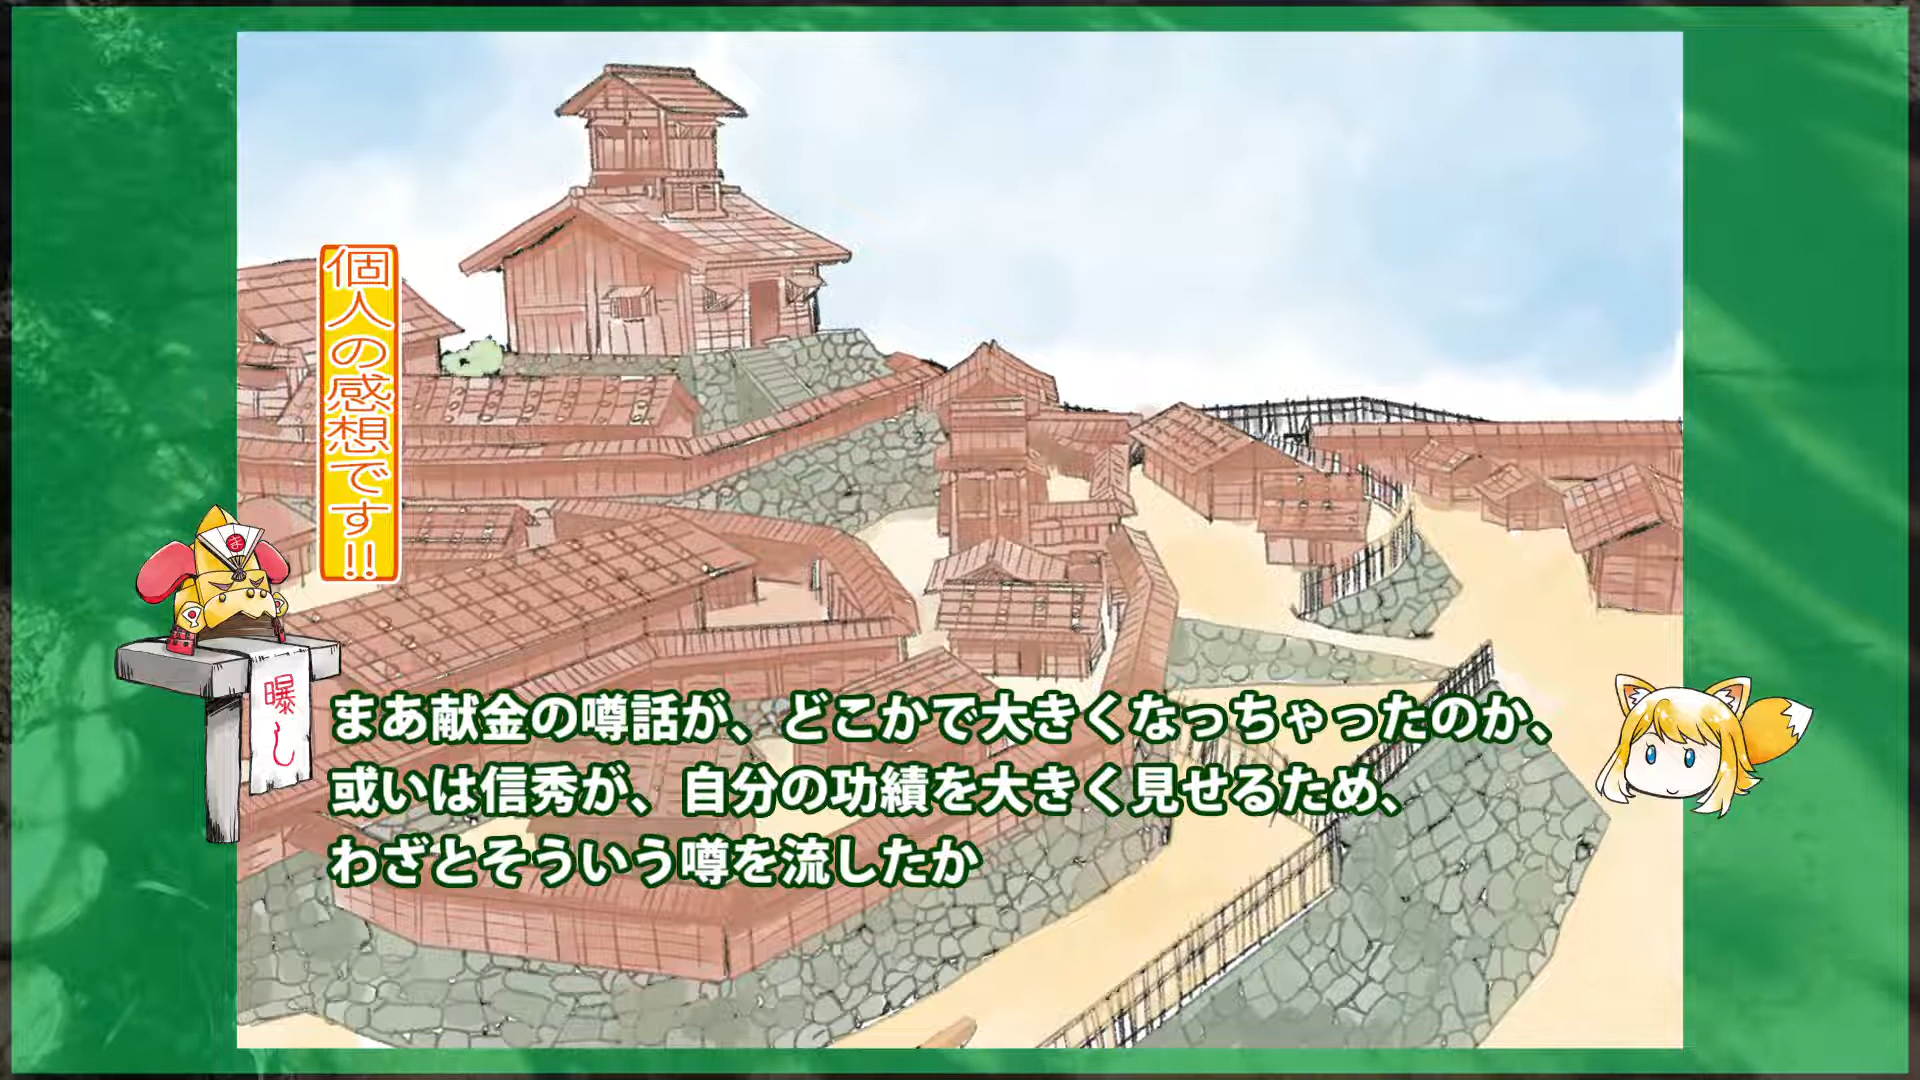 個人の感想です!!
ま
曝し
まあ献金の噂話が、どこかで大きくなっちゃったのか、
或いは信秀が、自分の功績を大きく見せるため、
わざとそういう噂を流したか